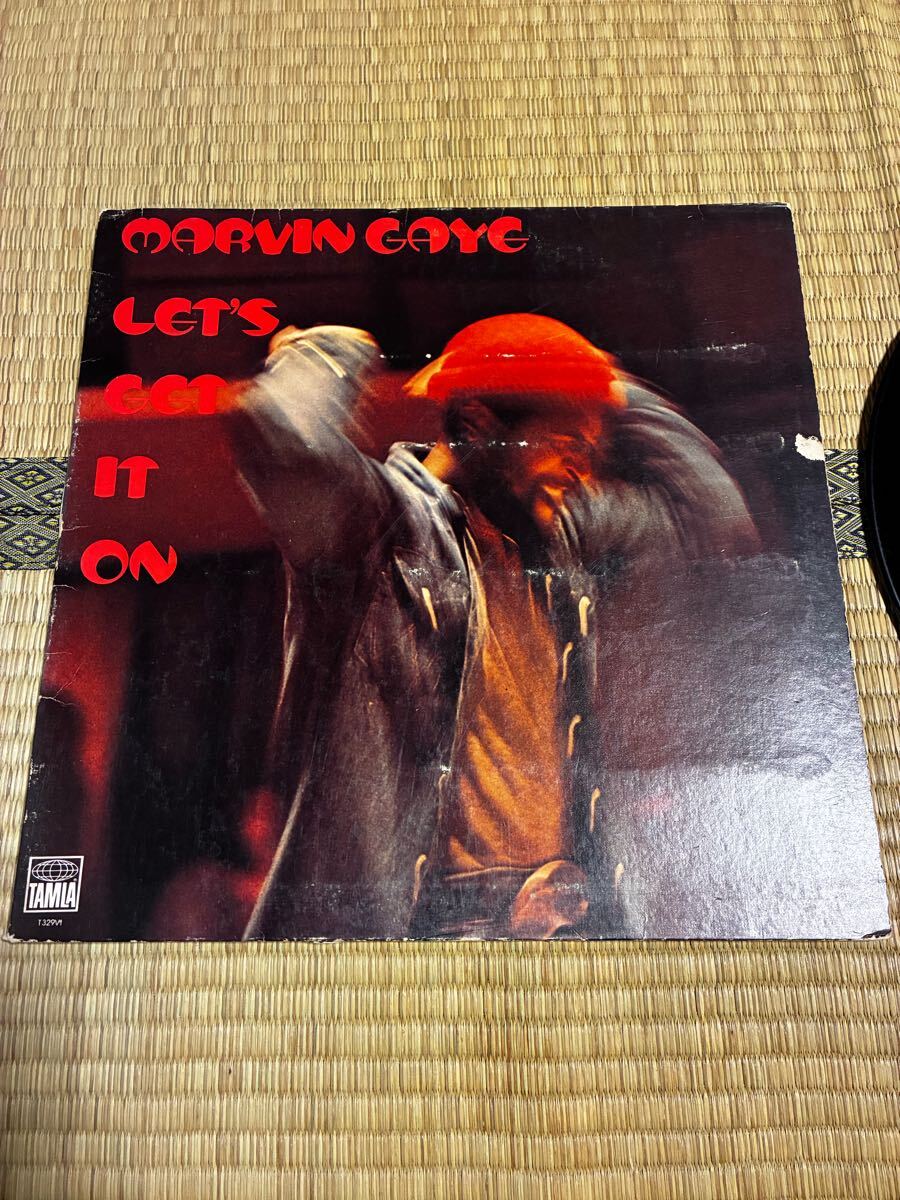 MARVIN GAYE
LET'S
GET
IT
ON
TAMLA
T329V1